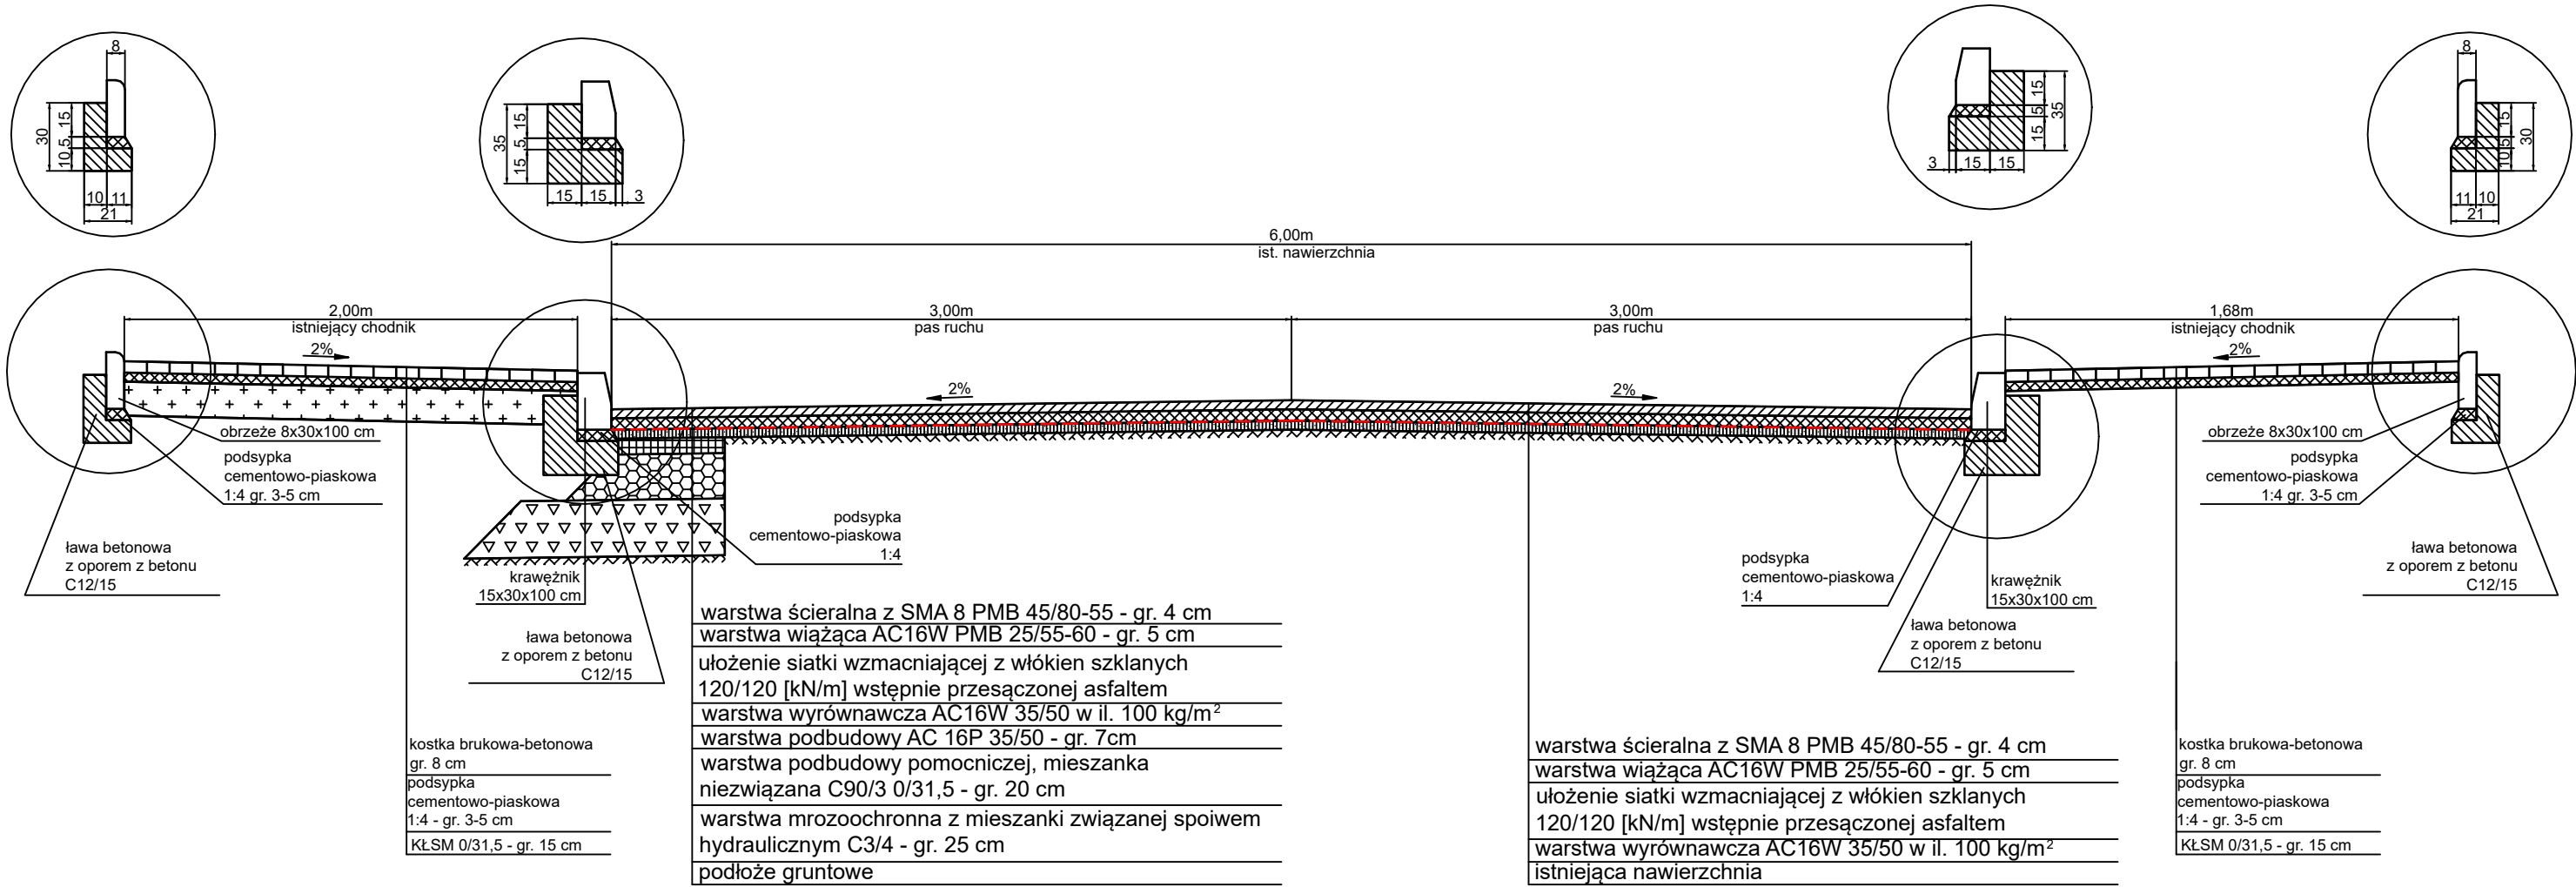 8
30
15
5
10
10
11
21
35
15
5
15
15
15
3
15
5
15
35
3
15
15
8
15
5
10
30
11
10
21
6,00m
ist. nawierzchnia
2,00m
istniejący chodnik
3,00m
pas ruchu
3,00m
pas ruchu
1,68m
istniejący chodnik
2%
2%
2%
2%
obrzeże 8x30x100 cm
podsypka
cementowo-piaskowa
1:4 gr. 3-5 cm
ława betonowa
z oporem z betonu
C12/15
krawężnik
15x30x100 cm
ława betonowa
z oporem z betonu
C12/15
podsypka
cementowo-piaskowa
1:4
kostka brukowa-betonowa
gr. 8 cm
podsypka
cementowo-piaskowa
1:4 - gr. 3-5 cm
KŁSM 0/31,5 - gr. 15 cm
warstwa ścieralna z SMA 8 PMB 45/80-55 - gr. 4 cm
warstwa wiążąca AC16W PMB 25/55-60 - gr. 5 cm
ułożenie siatki wzmacniającej z włókien szklanych
120/120 [kN/m] wstępnie przesączonej asfaltem
warstwa wyrównawcza AC16W 35/50 w il. 100 kg/m²
warstwa podbudowy AC 16P 35/50 - gr. 7cm
warstwa podbudowy pomocniczej, mieszanka
niezwiązana C90/3 0/31,5 - gr. 20 cm
warstwa mrozoochronna z mieszanki związanej spoiwem
hydraulicznym C3/4 - gr. 25 cm
podłoże gruntowe
warstwa ścieralna z SMA 8 PMB 45/80-55 - gr. 4 cm
warstwa wiążąca AC16W PMB 25/55-60 - gr. 5 cm
ułożenie siatki wzmacniającej z włókien szklanych
120/120 [kN/m] wstępnie przesączonej asfaltem
warstwa wyrównawcza AC16W 35/50 w il. 100 kg/m²
istniejąca nawierzchnia
podsypka
cementowo-piaskowa
1:4
krawężnik
15x30x100 cm
ława betonowa
z oporem z betonu
C12/15
obrzeże 8x30x100 cm
podsypka
cementowo-piaskowa
1:4 gr. 3-5 cm
ława betonowa
z oporem z betonu
C12/15
kostka brukowa-betonowa
gr. 8 cm
podsypka
cementowo-piaskowa
1:4 - gr. 3-5 cm
KŁSM 0/31,5 - gr. 15 cm